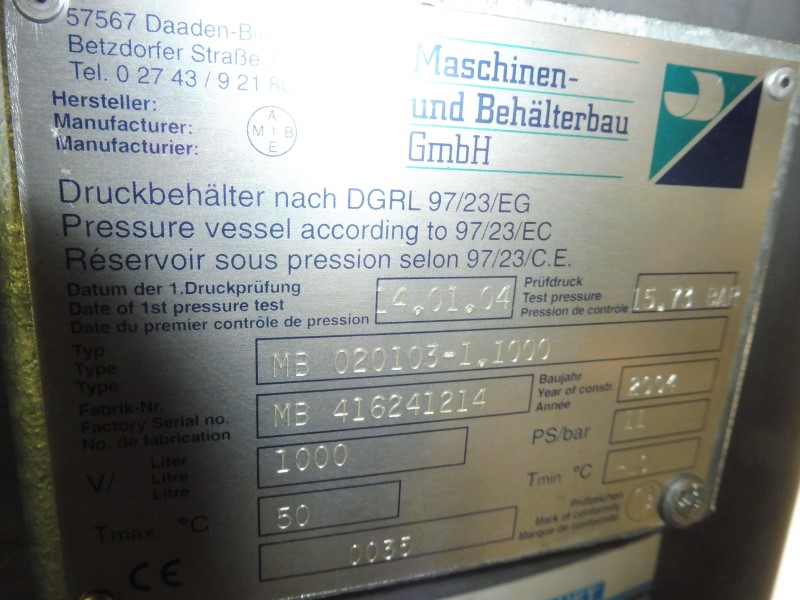 57567 Daaden-
Betzdorfer Straße
Tel. 0 27 43 / 9 21
Maschinen-
und Behälterbau
GmbH
Hersteller:
Manufacturer:
Manufacturier:
A
M I B
E
Druckbehälter nach DGRL 97/23/EG
Pressure vessel according to 97/23/EC
Réservoir sous pression selon 97/23/C.E.
Datum der 1.Druckprüfung
Date of 1st pressure test
Date du premier contrôle de pression
14.01.04
Prüfdruck
Test pressure
Pression de contrôle
15,71 BAR
Typ
Type
Type
MB 020103-1.1000
Fabrik-Nr.
Factory Serial no.
No. de fabrication
MB 416241214
Baujahr
Year of constr.
Année
2004
V/
Liter
Litre
Litre
1000
PS/bar
11
Tmax °C
50
Tmin °C
-10
CE
0035
Prüfzeichen
Mark of conformity
Marque de conformité